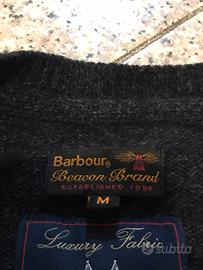 Barbour®
Beacon Brand
ESTABLISHED 1894
M
Luxury Fabric
subito